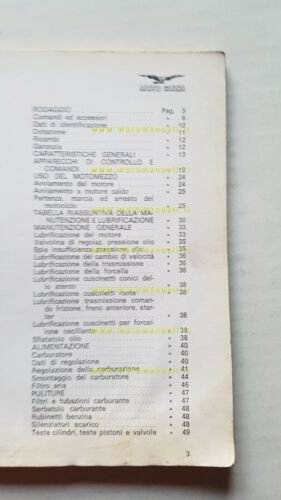 MOTO GUZZI
RODAGGIO Pag. 5
Comandi ed accessori » 8
Dati di identificazione » 10
Dotazione » 11
Ricambi » 12
Garanzia » 12
CARATTERISTICHE GENERALI » 13
APPARECCHI DI CONTROLLO E
COMANDI » 19
USO DEL MOTOMEZZO » 24
Avviamento del motore » 24
Avviamento a motore caldo » 25
Partenza, marcia ed arresto del
motociclo » 25
TABELLA RIASSUNTIVA DELLA MA-
NUTENZIONE E LUBRIFICAZIONE » 30
MANUTENZIONE GENERALE » 33
Lubrificazione del motore » 33
Valvolina di regolaz. pressione olio » 35
Spia insufficienza pressione olio » 35
Lubrificazione del cambio di velocità » 36
Lubrificazione della trasmissione » 36
Lubrificazione della forcella » 37
Lubrificazione cuscinetti conici del-
lo sterzo » 38
Lubrificazione cuscinetti ruote » 38
Lubrificazione trasmissione coman-
do frizione, freno anteriore, star-
ter » 38
Lubrificazione cuscinetti per forcel-
lone oscillante » 38
Sfiatatoio olio » 38
ALIMENTAZIONE » 40
Carburatore » 40
Dati di regolazione » 40
Regolazione della carburazione » 41
Smontaggio del carburatore » 44
Filtro aria » 46
PULITURE » 47
Filtri e tubazioni carburante » 47
Serbatoio carburante » 48
Rubinetti benzina » 48
Silenziatori scarico » 48
Teste cilindri, teste pistoni e valvole » 49
3